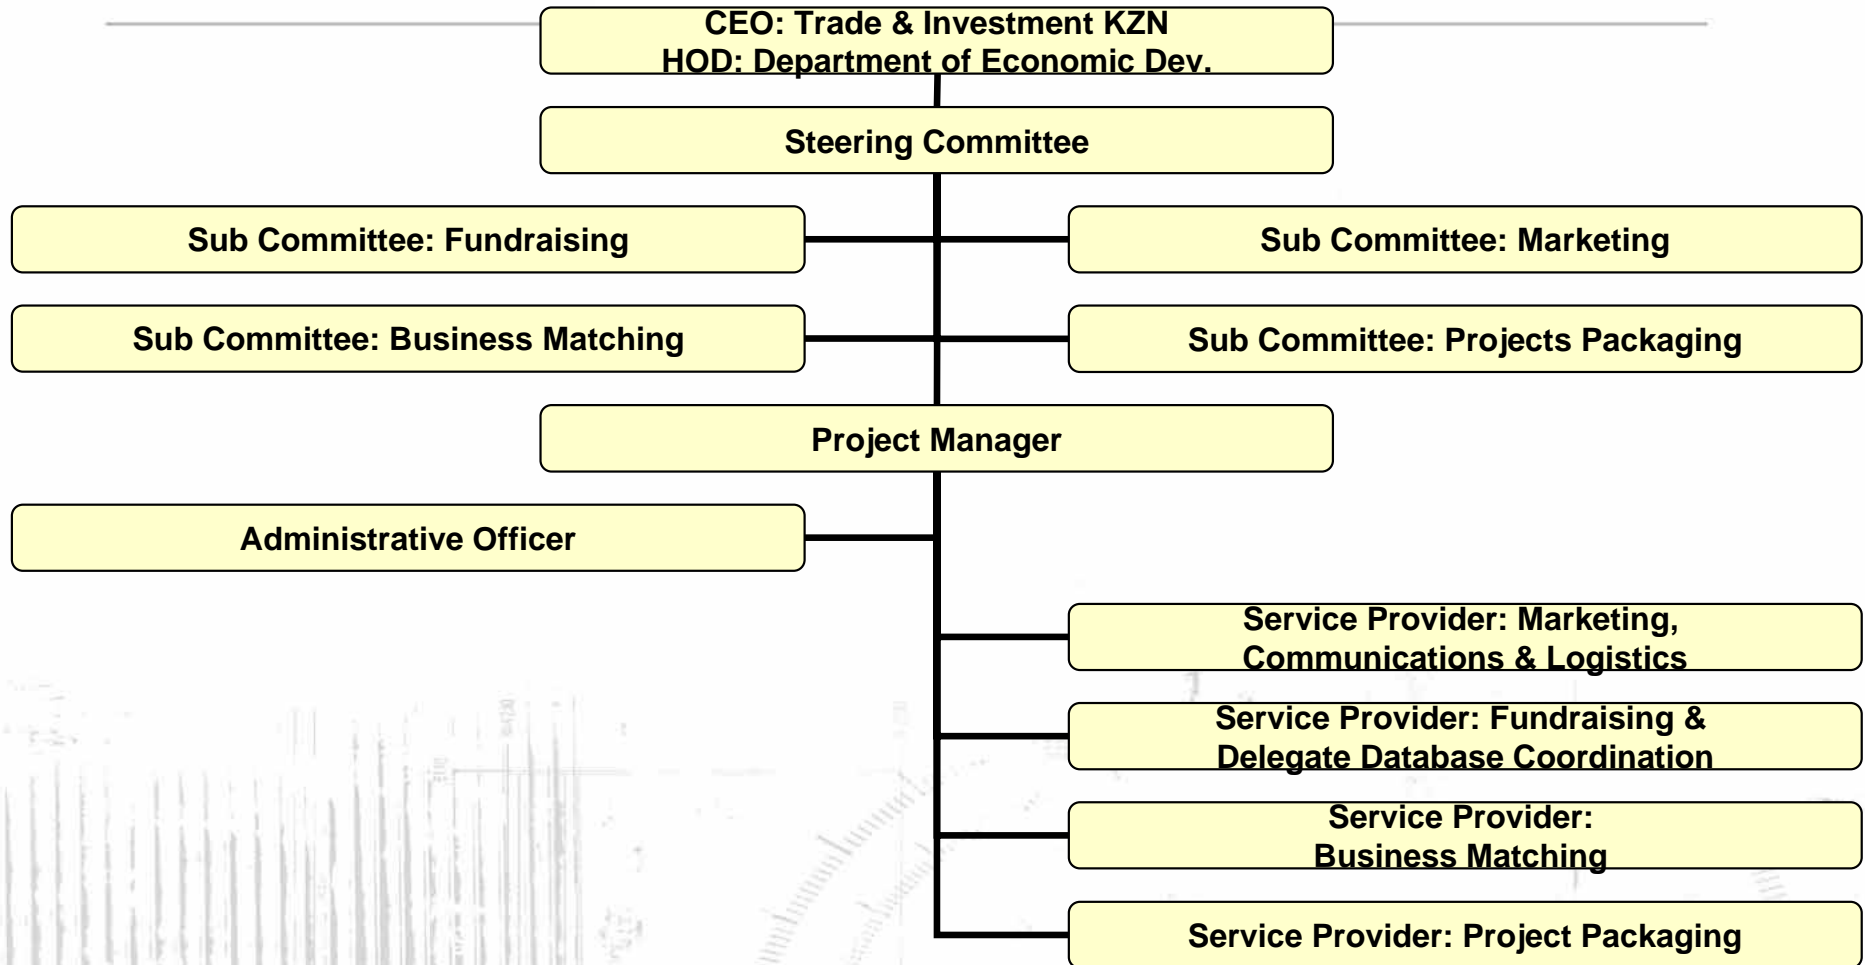 CEO: Trade & Investment KZN
HOD: Department of Economic Dev.
Steering Committee
Sub Committee: Fundraising
Sub Committee: Marketing
Sub Committee: Business Matching
Sub Committee: Projects Packaging
Project Manager
Administrative Officer
Service Provider: Marketing,
Communications & Logistics
Service Provider: Fundraising &
Delegate Database Coordination
Service Provider:
Business Matching
Service Provider: Project Packaging